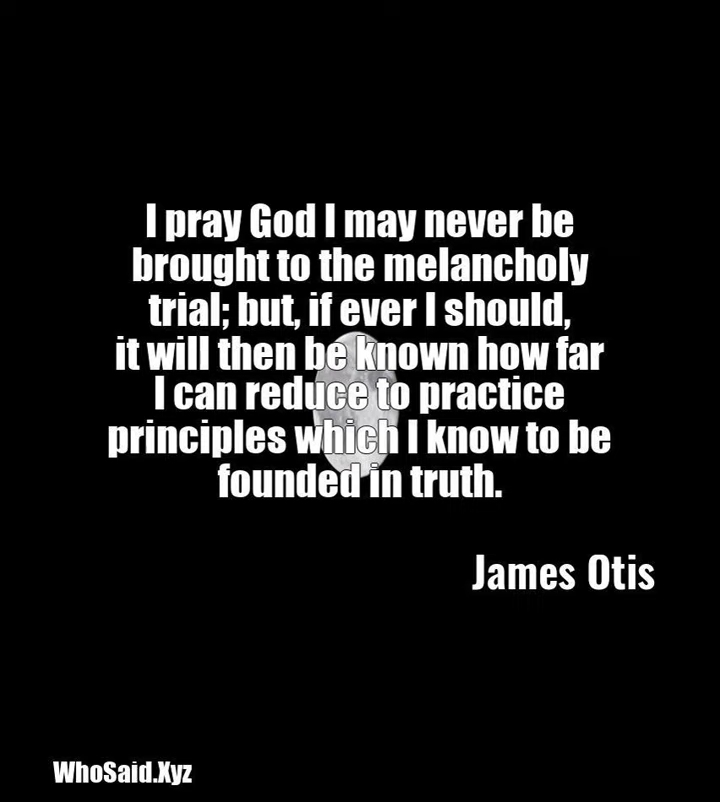 I pray God I may never be
brought to the melancholy
trial; but, if ever I should,
it will then be known how far
I can reduce to practice
principles which I know to be
founded in truth.
James Otis
WhoSaid.Xyz